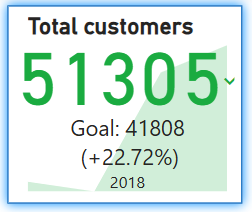 Total customers
51305
Goal: 41808
(+22.72%)
2018